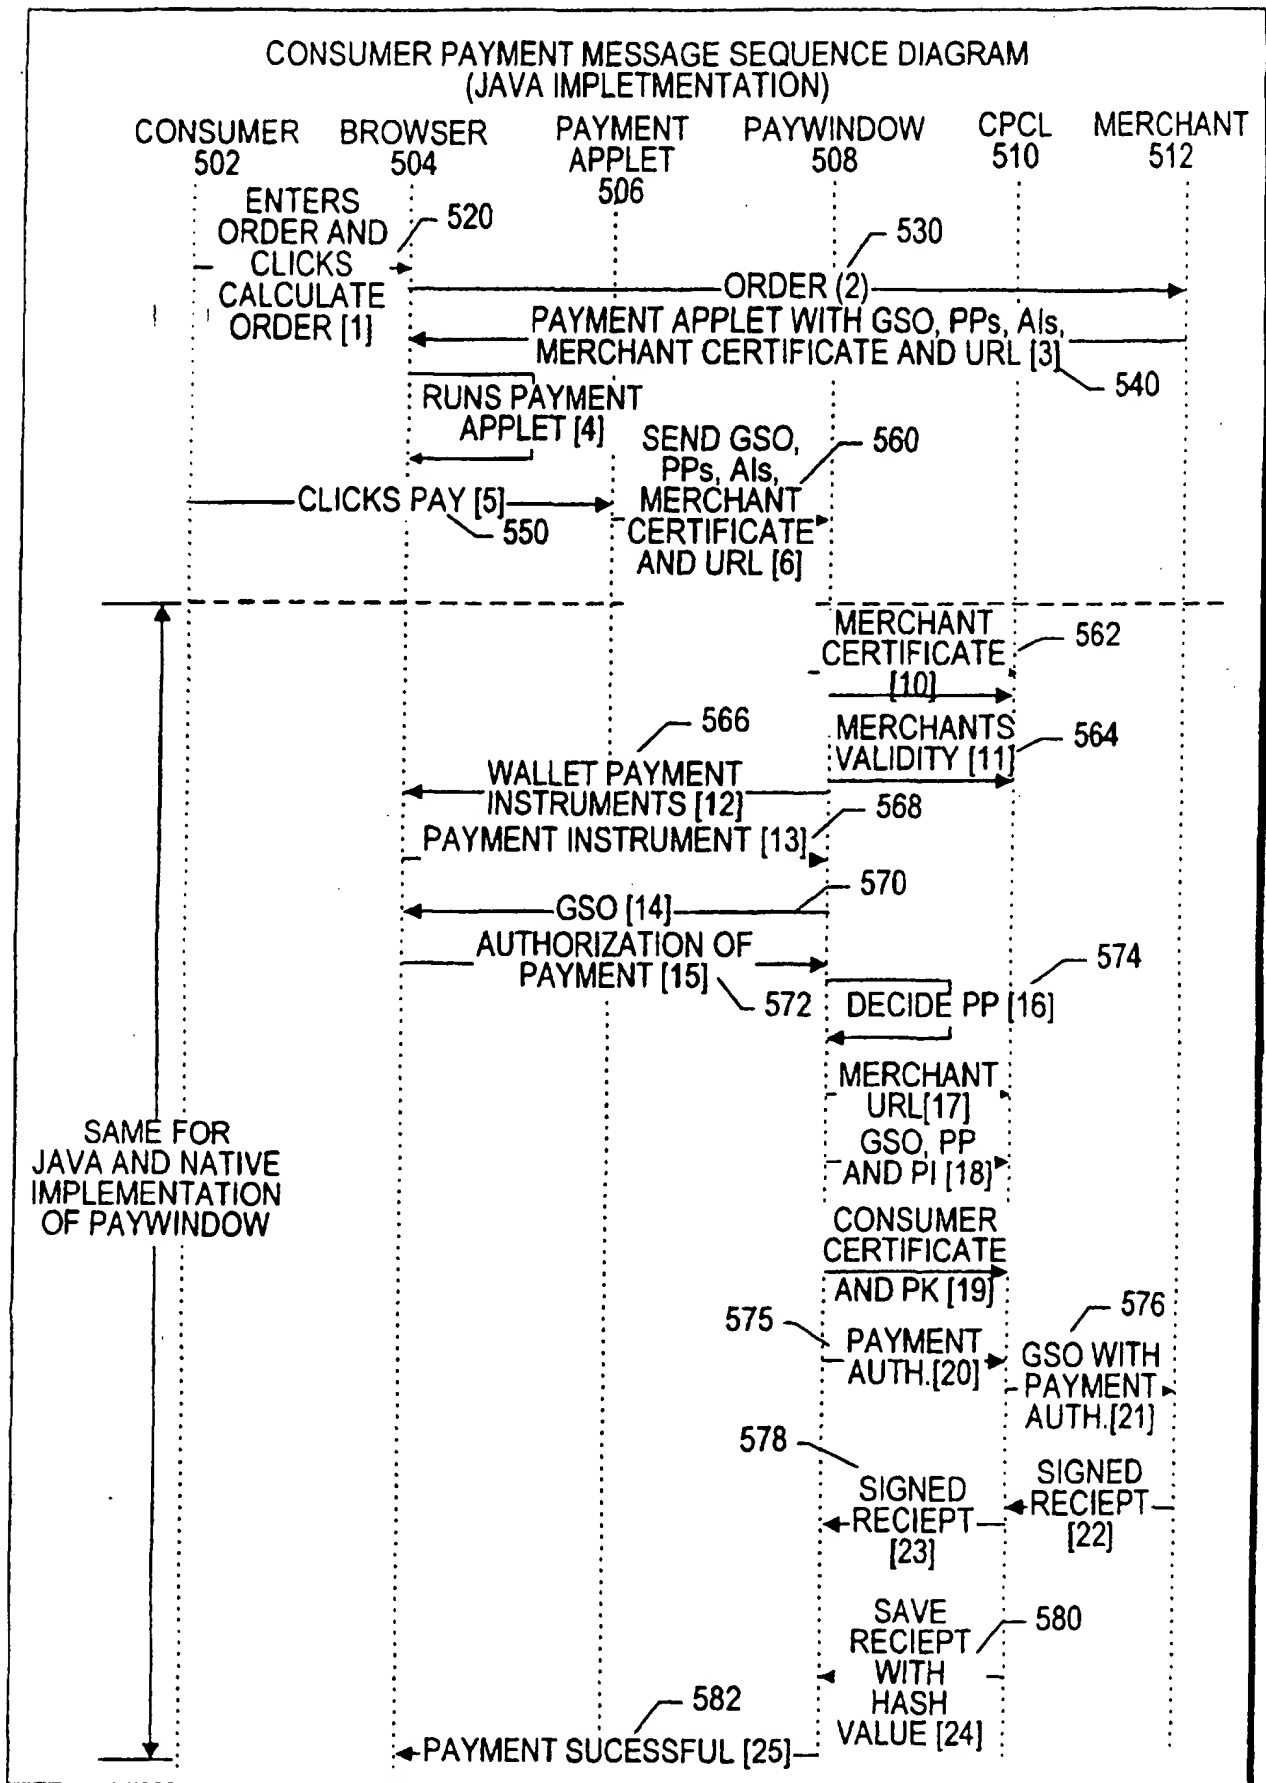 CONSUMER PAYMENT MESSAGE SEQUENCE DIAGRAM
(JAVA IMPLETMENTATION)
CONSUMER
502
BROWSER
504
PAYMENT
APPLET
506
PAYWINDOW
508
CPCL
510
MERCHANT
512
ENTERS
ORDER AND
CLICKS
CALCULATE
ORDER [1]
520
530
ORDER (2)
PAYMENT APPLET WITH GSO, PPs, AIs,
MERCHANT CERTIFICATE AND URL [3]
540
RUNS PAYMENT
APPLET [4]
CLICKS PAY [5]
550
SEND GSO,
PPs, AIs,
MERCHANT
CERTIFICATE
AND URL [6]
560
MERCHANT
CERTIFICATE
[10]
562
MERCHANTS
VALIDITY [11]
564
566
WALLET PAYMENT
INSTRUMENTS [12]
568
PAYMENT INSTRUMENT [13]
570
GSO [14]
AUTHORIZATION OF
PAYMENT [15]
572
574
DECIDE PP [16]
MERCHANT
URL[17]
GSO, PP
AND PI [18]
SAME FOR
JAVA AND NATIVE
IMPLEMENTATION
OF PAYWINDOW
CONSUMER
CERTIFICATE
AND PK [19]
575
PAYMENT
AUTH.[20]
576
GSO WITH
PAYMENT
AUTH.[21]
578
SIGNED
RECIEPT
[22]
SIGNED
RECIEPT
[23]
SAVE
RECIEPT
WITH
HASH
VALUE [24]
580
582
PAYMENT SUCESSFUL [25]